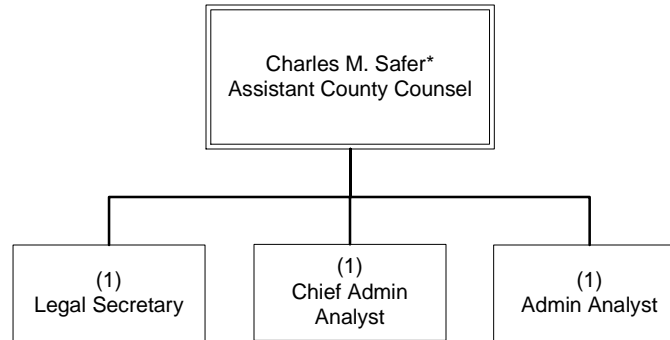 Charles M. Safer*
Assistant County Counsel
(1)
Legal Secretary
(1)
Chief Admin
Analyst
(1)
Admin Analyst